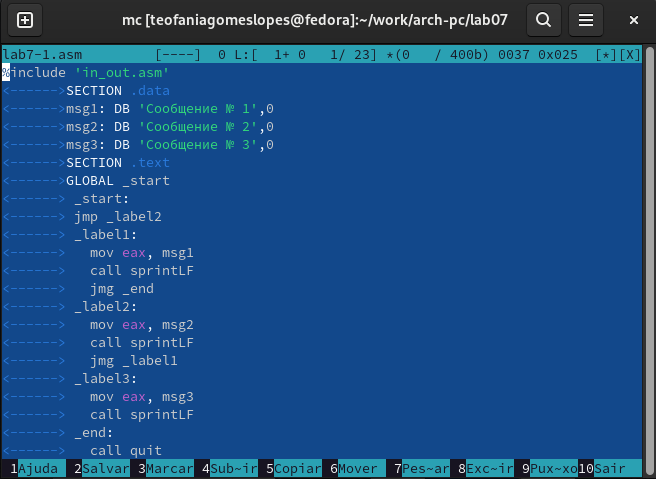 mc [teofaniagomeslopes@fedora]:~/work/arch-pc/lab07
lab7-1.asm [----] 0 L:[ 1+ 0 1/ 23] *(0 / 400b) 0037 0x025 [*][X]
%include 'in_out.asm'
<------>SECTION .data
<------>msg1: DB 'Сообщение № 1',0
<------>msg2: DB 'Сообщение № 2',0
<------>msg3: DB 'Сообщение № 3',0
<------>SECTION .text
<------>GLOBAL _start
<------> _start:
<------> jmp _label2
<------> _label1:
<------>   mov eax, msg1
<------>   call sprintLF
<------>   jmg _end
<------> _label2:
<------>   mov eax, msg2
<------>   call sprintLF
<------>   jmg _label1
<------> _label3:
<------>   mov eax, msg3
<------>   call sprintLF
<------> _end:
<------>   call quit
1Ajuda 2Salvar 3Marcar 4Sub~ir 5Copiar 6Mover 7Pes~ar 8Exc~ir 9Pux~xo 10Sair